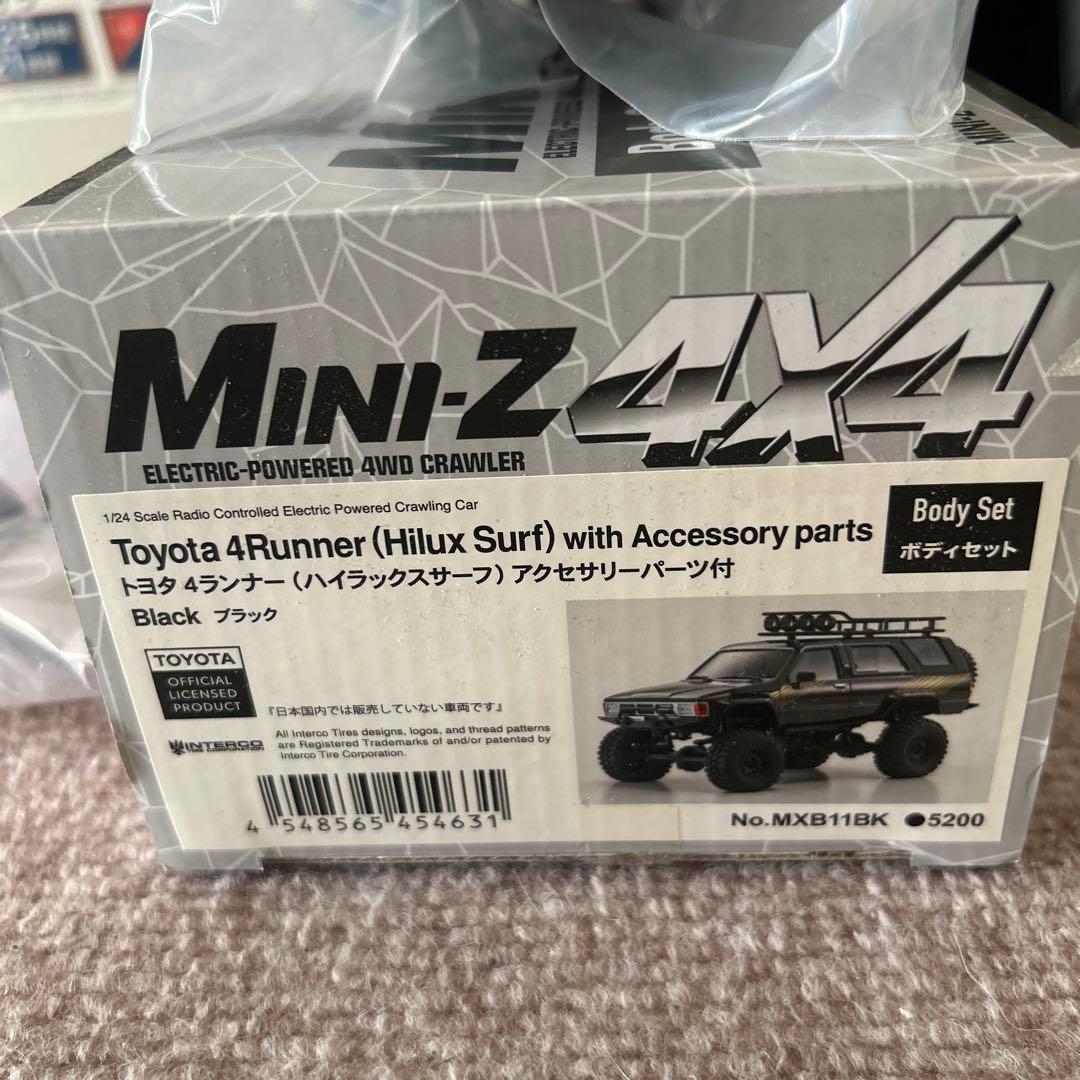 MINI-Z
MINI-Z 4X4
ELECTRIC-POWERED 4WD CRAWLER
1/24 Scale Radio Controlled Electric Powered Crawling Car
Toyota 4Runner (Hilux Surf) with Accessory parts
トヨタ 4ランナー (ハイラックスサーフ) アクセサリーパーツ付
Black ブラック
Body Set
ボディセット
TOYOTA
OFFICIAL
LICENSED
PRODUCT
『日本国内では販売していない車両です』
INTERCO
TIRE CORPORATION
All Interco Tires designs, logos, and thread patterns
are Registered Trademarks of and/or patented by
Interco Tire Corporation.
4 548565 454631
No.MXB11BK ●5200